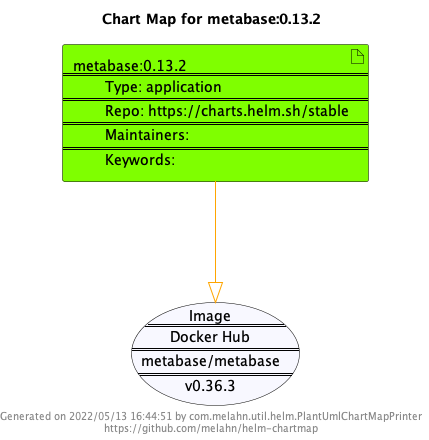 Chart Map for metabase:0.13.2
metabase:0.13.2
Type: application
Repo: https://charts.helm.sh/stable
Maintainers:
Keywords:
Image
Docker Hub
metabase/metabase
v0.36.3
Generated on 2022/05/13 16:44:51 by com.melahn.util.helm.PlantUmlChartMapPrinter
https://github.com/melahn/helm-chartmap